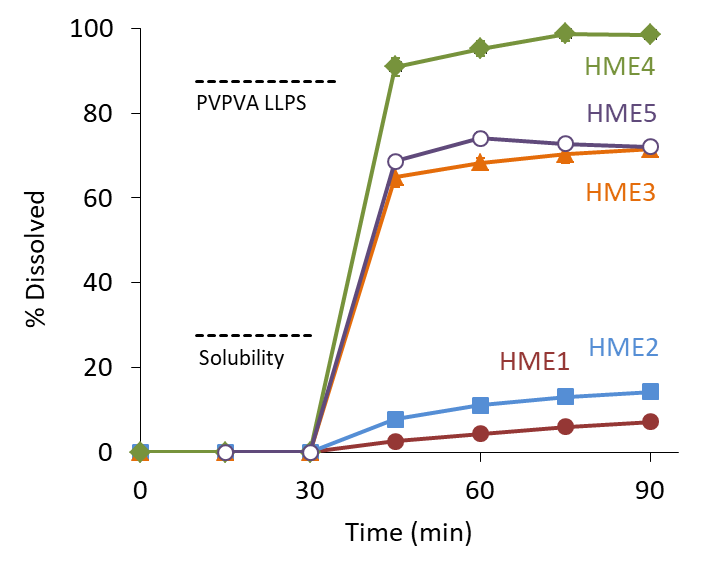 100
80
60
40
20
0
% Dissolved
PVPVA LLPS
Solubility
HME4
HME5
HME3
HME2
HME1
0
30
60
90
Time (min)